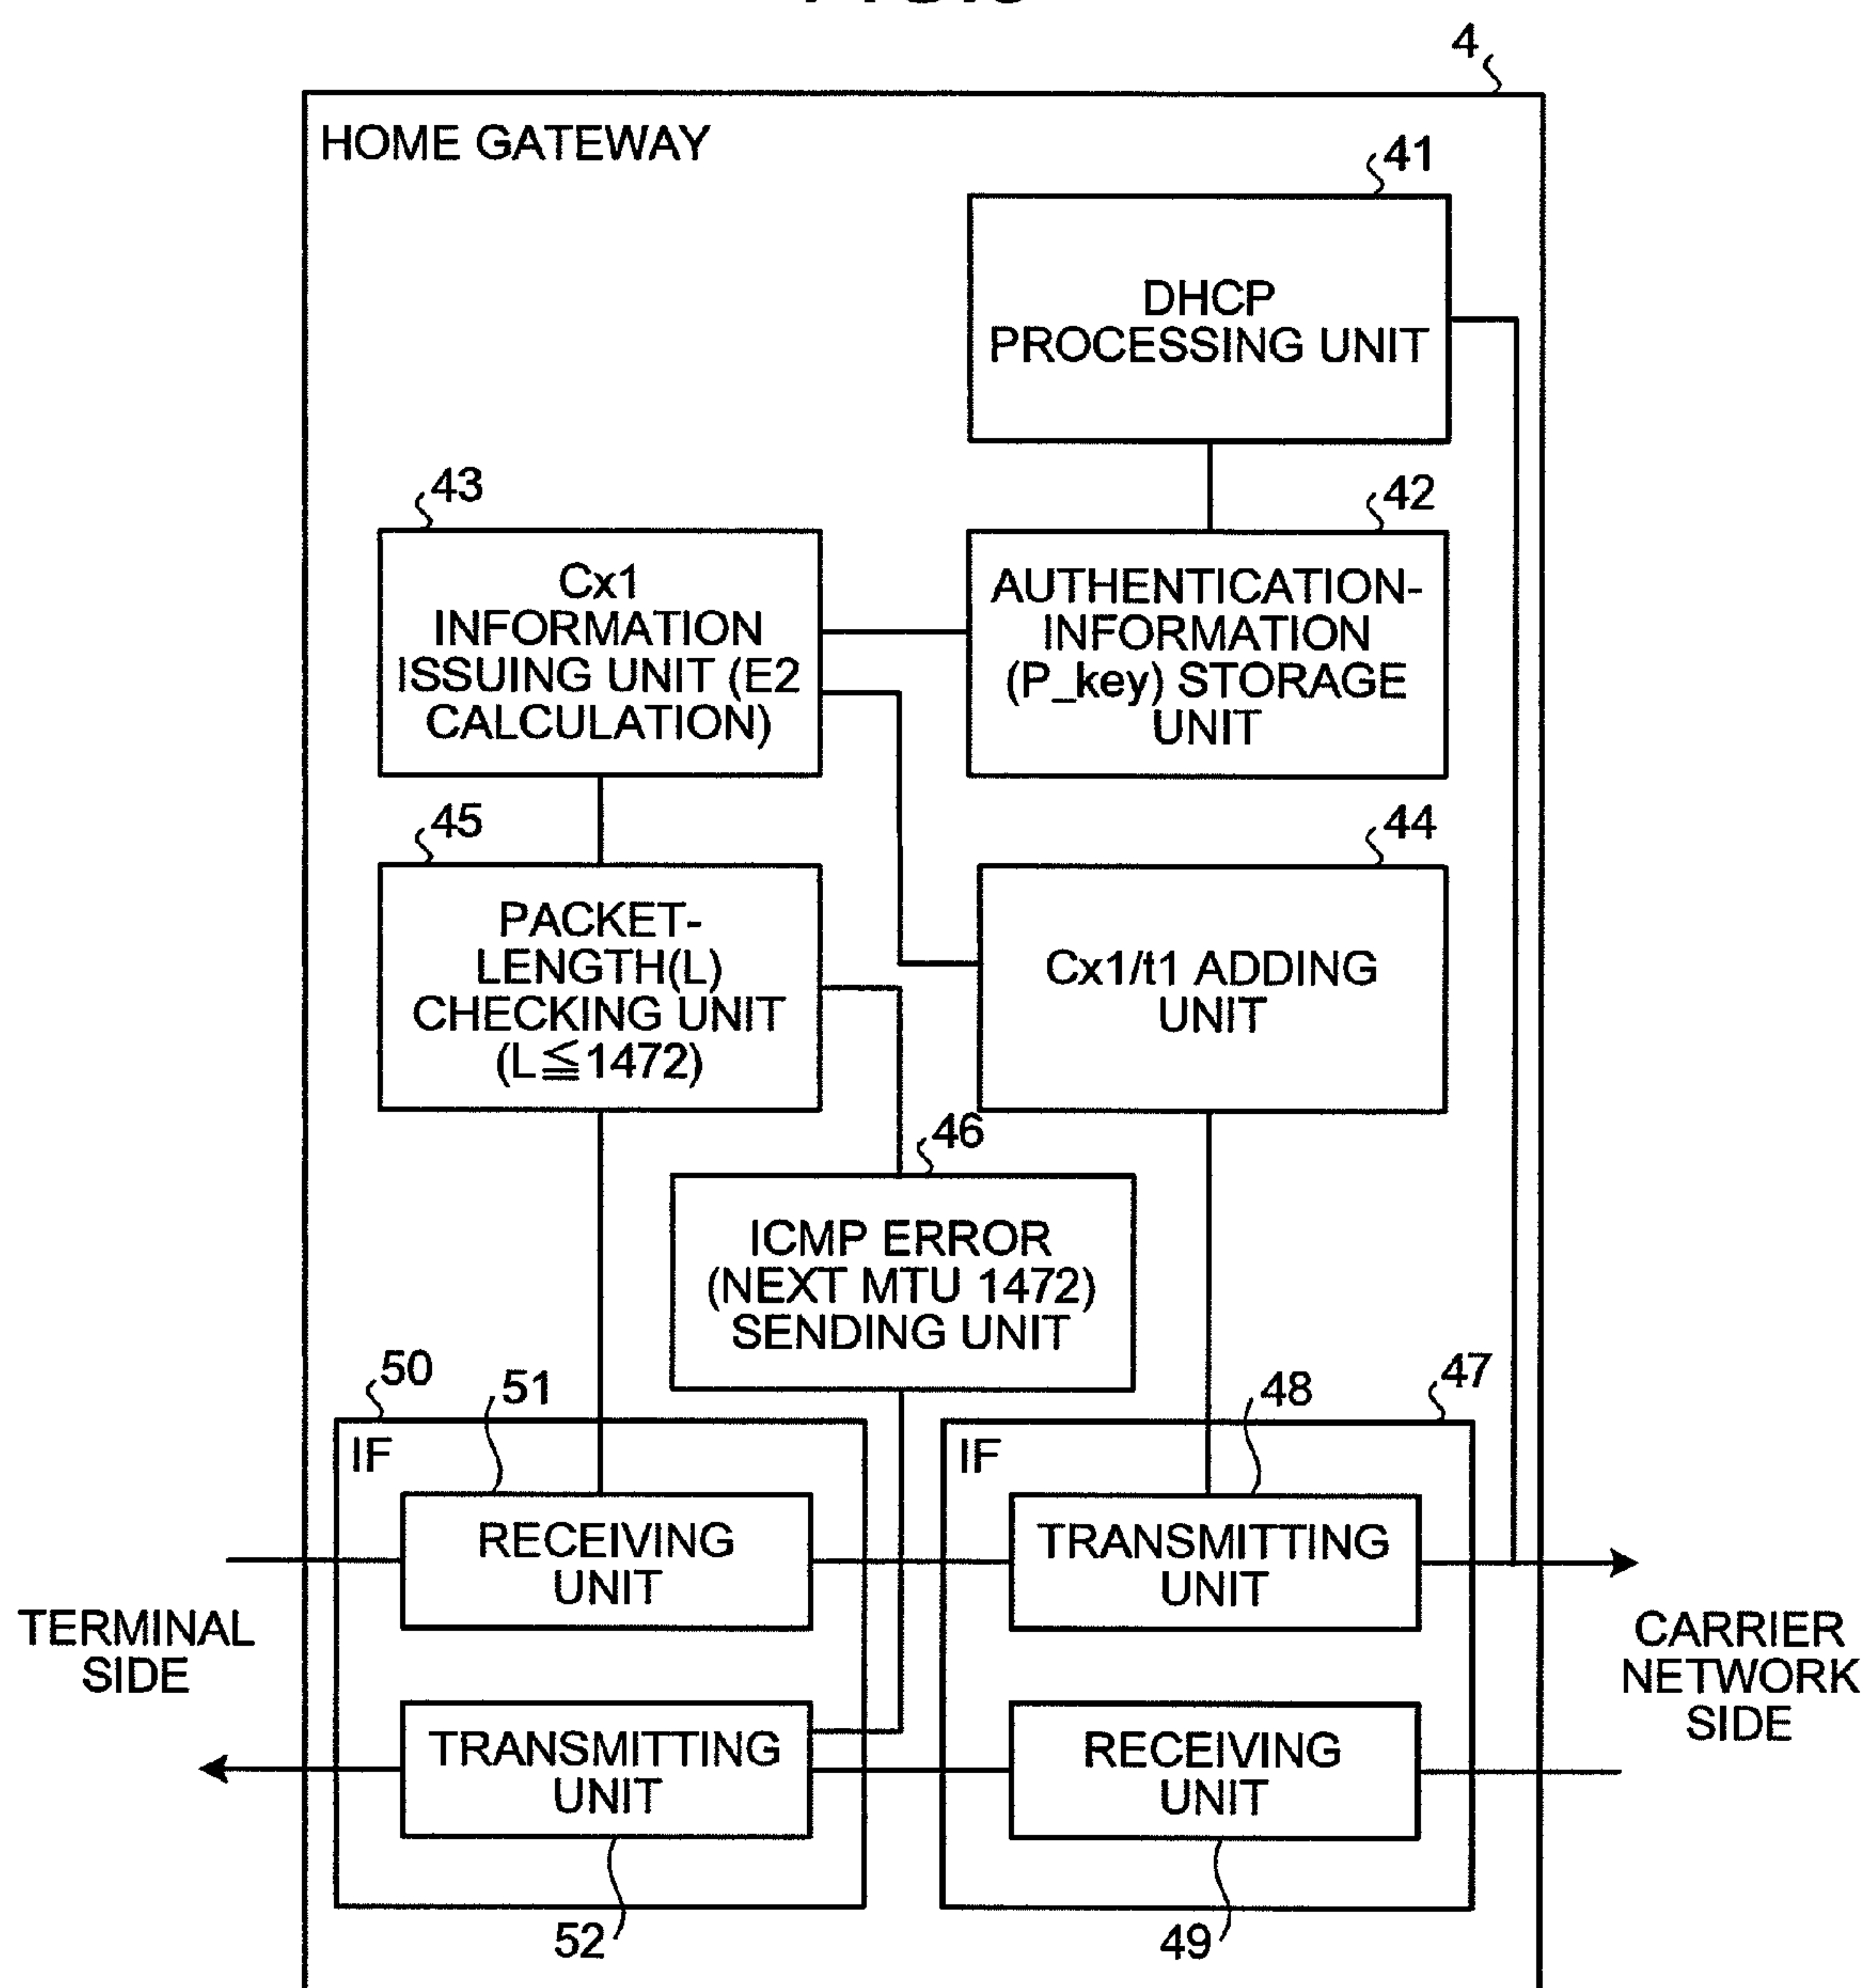 4
HOME GATEWAY
41
DHCP
PROCESSING UNIT
43
42
Cx1
INFORMATION
ISSUING UNIT (E2
CALCULATION)
AUTHENTICATION-
INFORMATION
(P_key) STORAGE
UNIT
45
44
PACKET-
LENGTH(L)
CHECKING UNIT
(L≦1472)
Cx1/t1 ADDING
UNIT
46
ICMP ERROR
(NEXT MTU 1472)
SENDING UNIT
50
51
48
47
IF
IF
RECEIVING
UNIT
TRANSMITTING
UNIT
TERMINAL
SIDE
CARRIER
NETWORK
SIDE
TRANSMITTING
UNIT
RECEIVING
UNIT
52
49